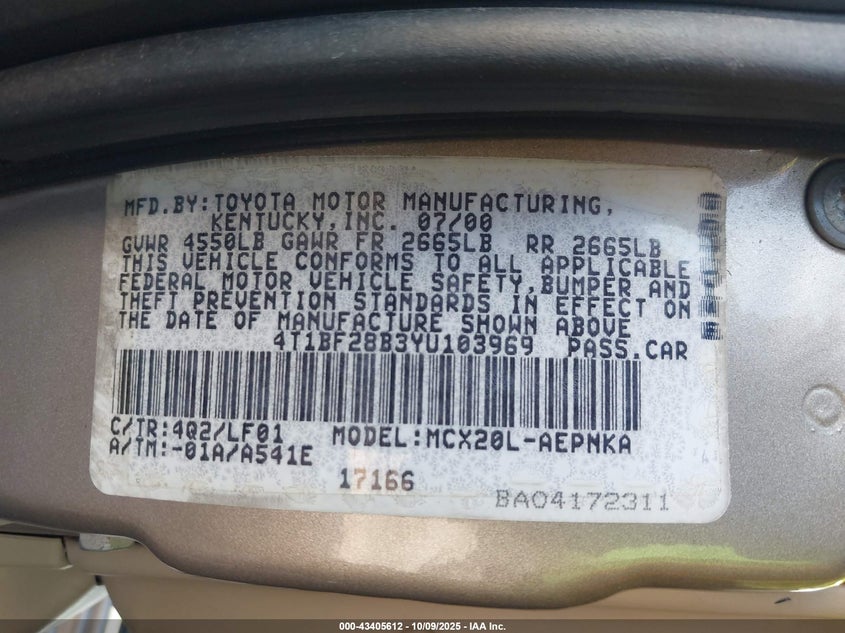 MFD.BY:TOYOTA MOTOR MANUFACTURING,
KENTUCKY,INC. 07/00
GVWR 4550LB GAWR FR 2665LB RR 2665LB
THIS VEHICLE CONFORMS TO ALL APPLICABLE
FEDERAL MOTOR VEHICLE SAFETY,BUMPER AND
THEFT PREVENTION STANDARDS IN EFFECT ON
THE DATE OF MANUFACTURE SHOWN ABOVE
4T1BF28B3YU103969 PASS.CAR
C/TR:4Q2/LF01 MODEL:MCX20L-AEPNKA
A/TM:-01A/A541E
17166
BAO4172311
000-43405612 - 10/09/2025 - IAA Inc.